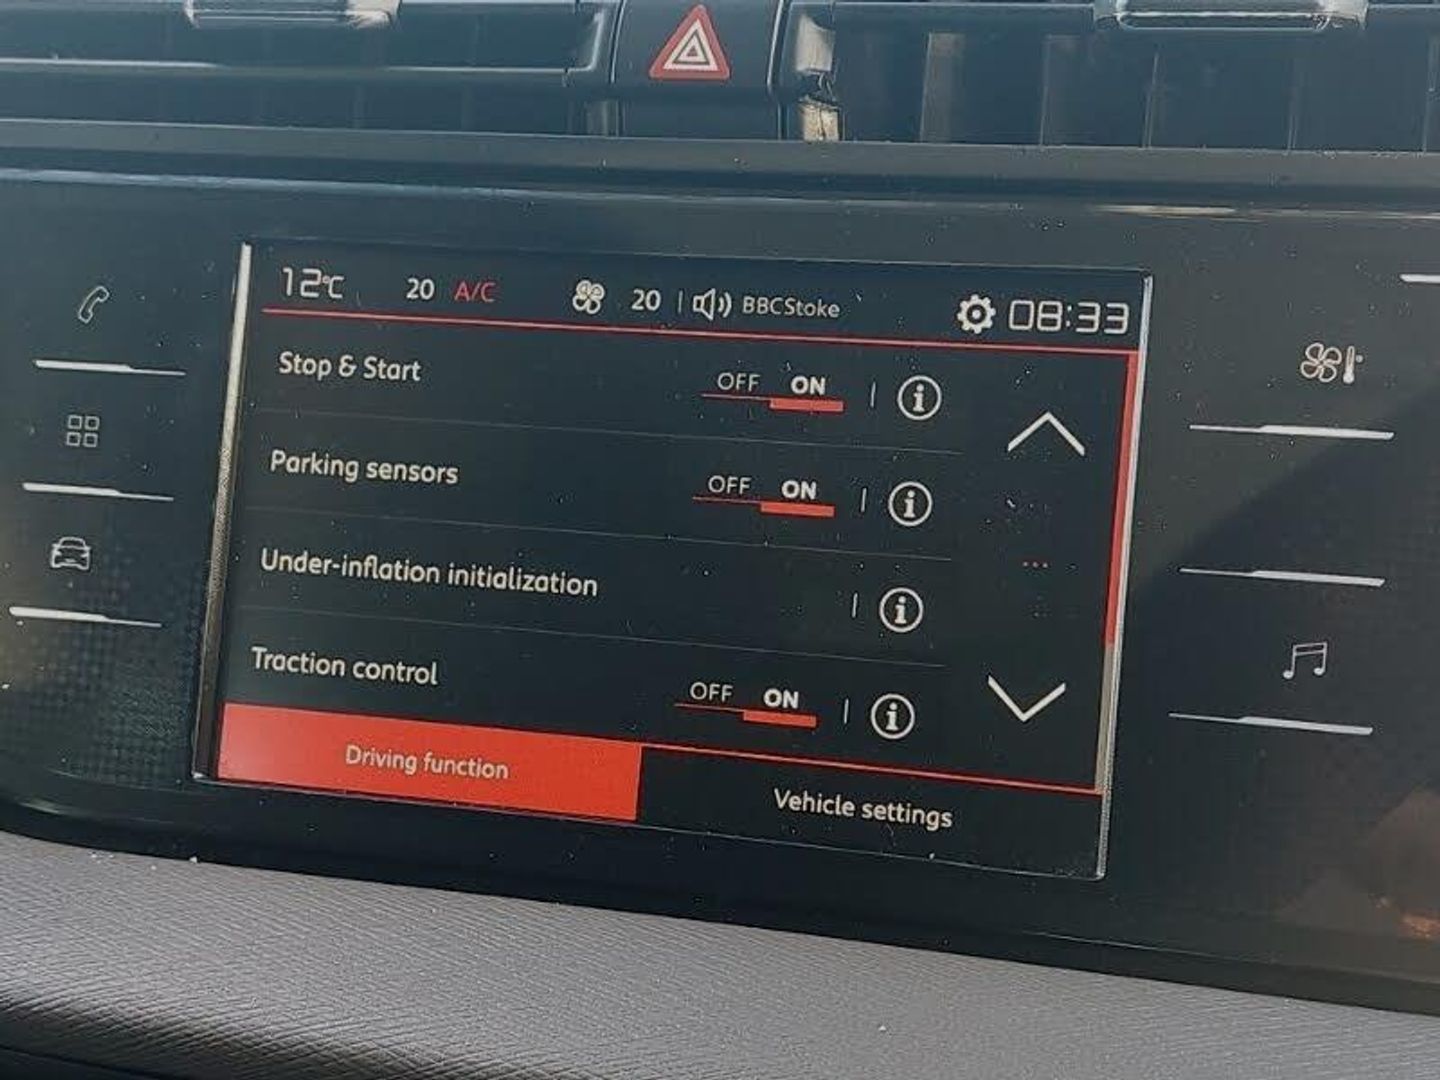 12°C 20 A/C 20 BBCStoke 08:33
Stop & Start OFF ON
Parking sensors OFF ON
Under-inflation initialization
Traction control OFF ON
Driving function Vehicle settings